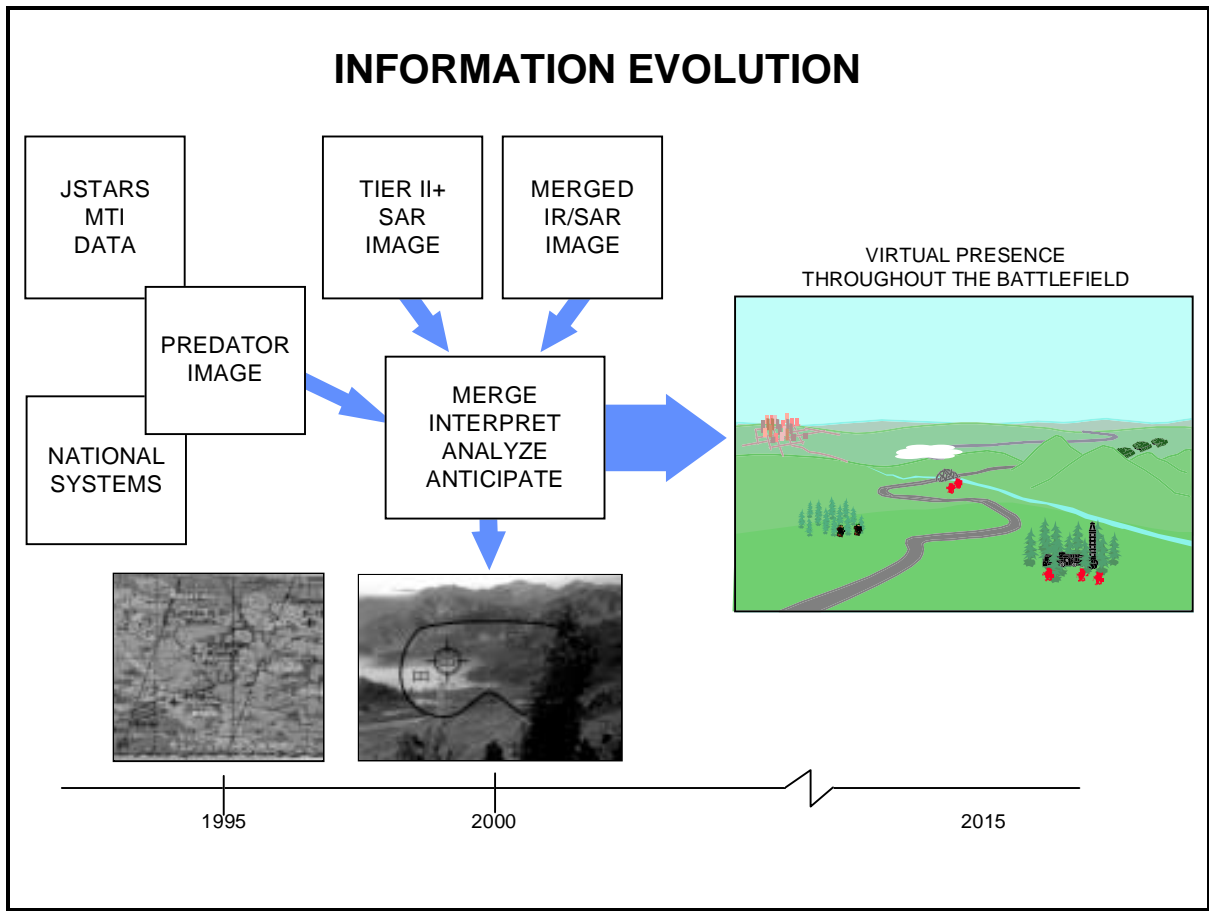 INFORMATION EVOLUTION
JSTARS
MTI
DATA
TIER II+
SAR
IMAGE
MERGED
IR/SAR
IMAGE
PREDATOR
IMAGE
NATIONAL
SYSTEMS
MERGE
INTERPRET
ANALYZE
ANTICIPATE
VIRTUAL PRESENCE
THROUGHOUT THE BATTLEFIELD
1995
2000
2015